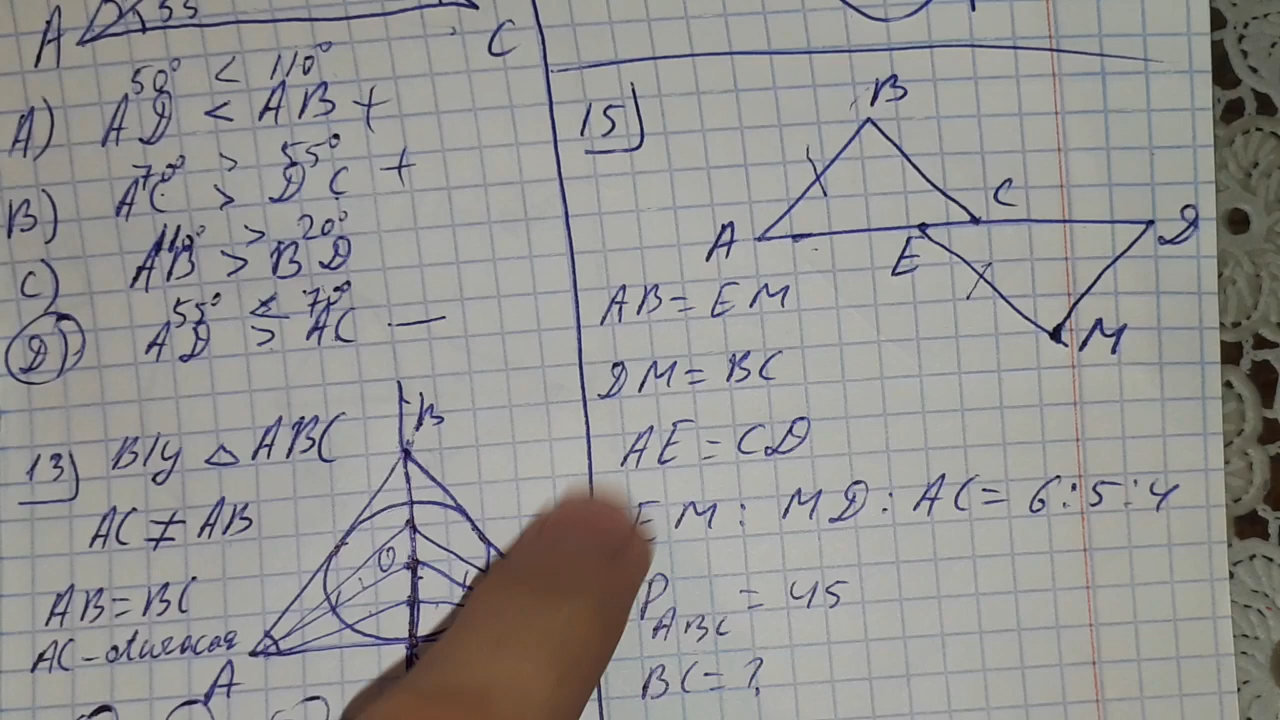 A 55 C
50° < 110°
A) AD < AB +
70° > 55°
B) AC > DC +
110° > 20°
C) AB > BD
55° < 70°
D) AD > AC —
13) B/y △ ABC
AC ≠ AB
AB = BC
AC -
B
O
A
15)
B
A C D
E
M
AB = EM
DM = BC
AE = CD
EM : MD : AC = 6:5:4
P ABC = 45
BC = ?